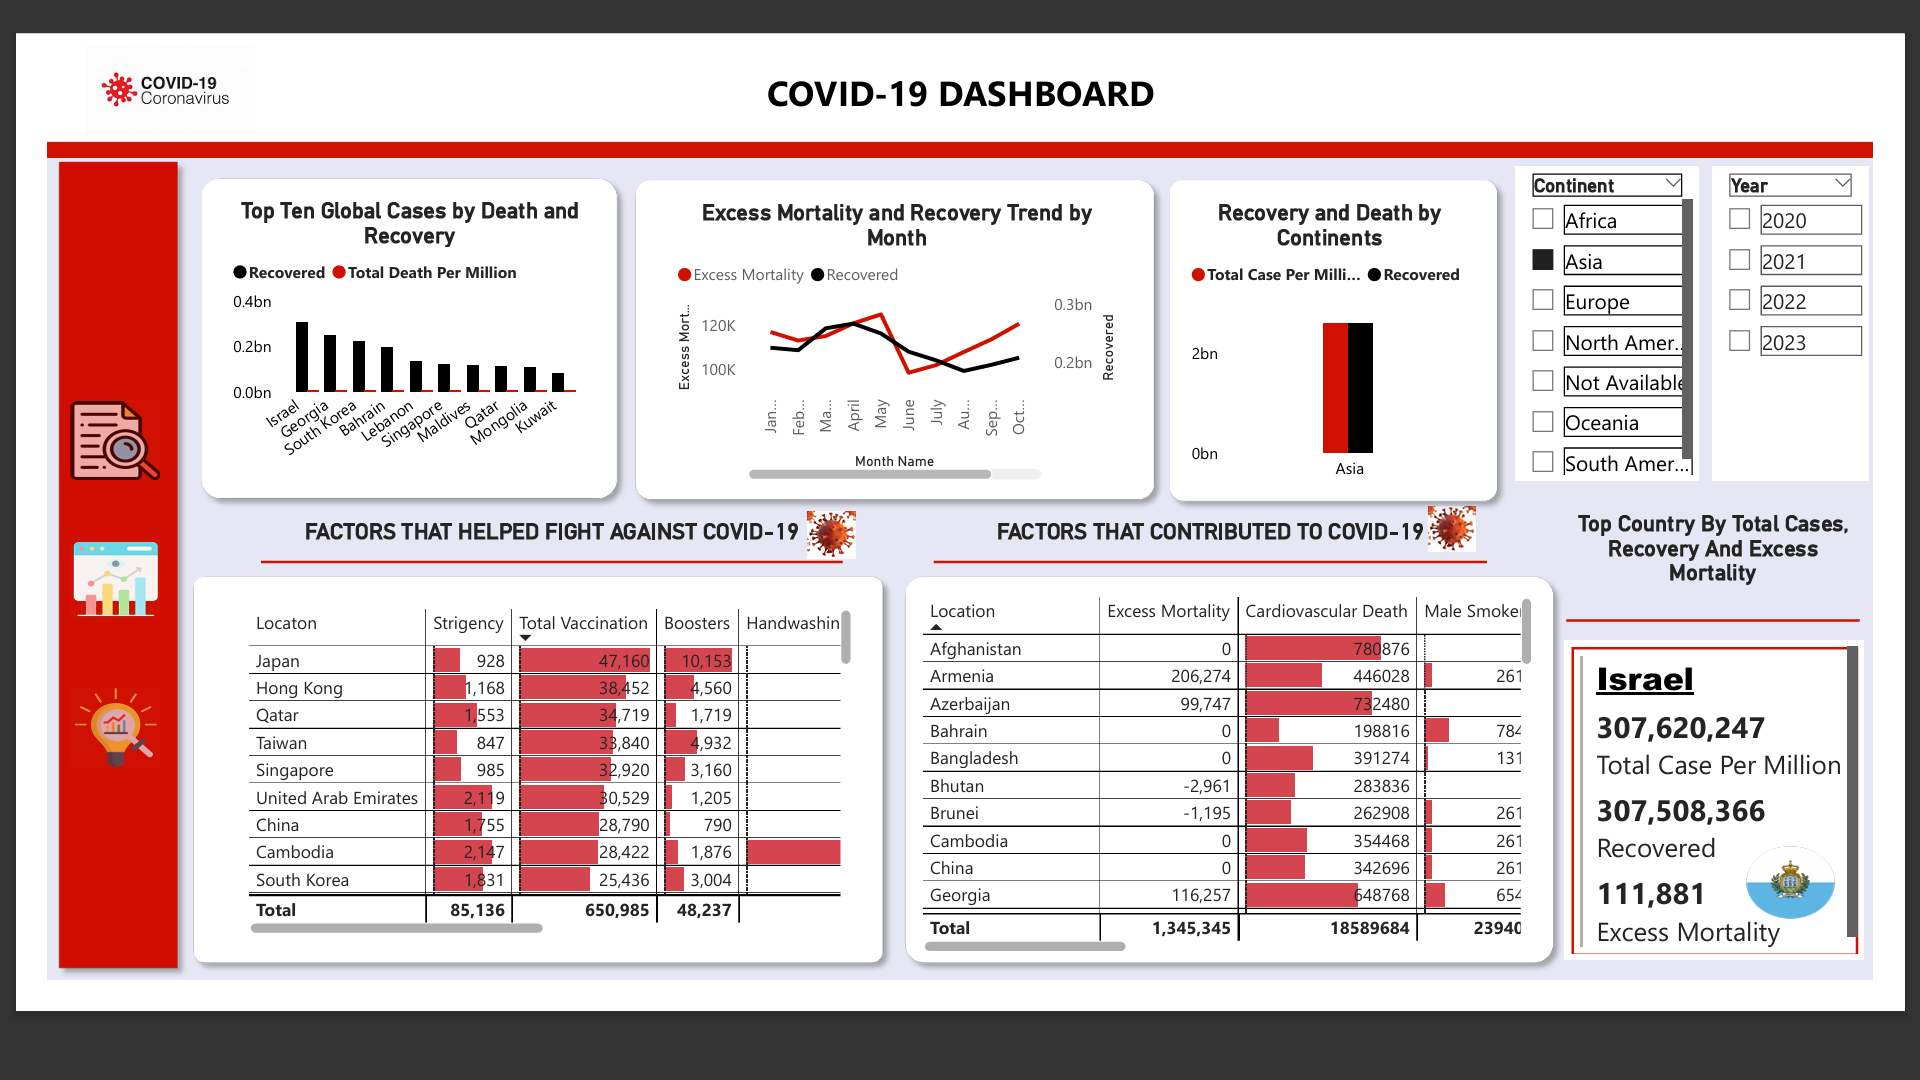 COVID-19
Coronavirus
COVID-19 DASHBOARD
Top Ten Global Cases by Death and
Recovery
Recovered Total Death Per Million
0.4bn
0.2bn
0.0bn
Israel
Georgia
South Korea
Bahrain
Lebanon
Singapore
Maldives
Qatar
Mongolia
Kuwait
Excess Mortality and Recovery Trend by
Month
Excess Mortality Recovered
Excess Mort...
120K
100K
0.3bn
0.2bn
Recovered
Jan...
Feb...
Ma...
April
May
June
July
Au...
Sep...
Oct...
Month Name
Recovery and Death by
Continents
Total Case Per Milli... Recovered
2bn
0bn
Asia
Continent
Africa
Asia
Europe
North Amer...
Not Available
Oceania
South Amer...
Year
2020
2021
2022
2023
FACTORS THAT HELPED FIGHT AGAINST COVID-19
Locaton Strigency Total Vaccination Boosters Handwashin
Japan 928 47,160 10,153
Hong Kong 1,168 38,452 4,560
Qatar 1,553 34,719 1,719
Taiwan 847 33,840 4,932
Singapore 985 32,920 3,160
United Arab Emirates 2,119 30,529 1,205
China 1,755 28,790 790
Cambodia 2,147 28,422 1,876
South Korea 1,831 25,436 3,004
Total 85,136 650,985 48,237
FACTORS THAT CONTRIBUTED TO COVID-19
Location Excess Mortality Cardiovascular Death Male Smoker
Afghanistan 0 780876
Armenia 206,274 446028 261
Azerbaijan 99,747 732480
Bahrain 0 198816 784
Bangladesh 0 391274 131
Bhutan -2,961 283836
Brunei -1,195 262908 261
Cambodia 0 354468 261
China 0 342696 261
Georgia 116,257 648768 654
Total 1,345,345 18589684 23940
Top Country By Total Cases,
Recovery And Excess
Mortality
Israel
307,620,247
Total Case Per Million
307,508,366
Recovered
111,881
Excess Mortality